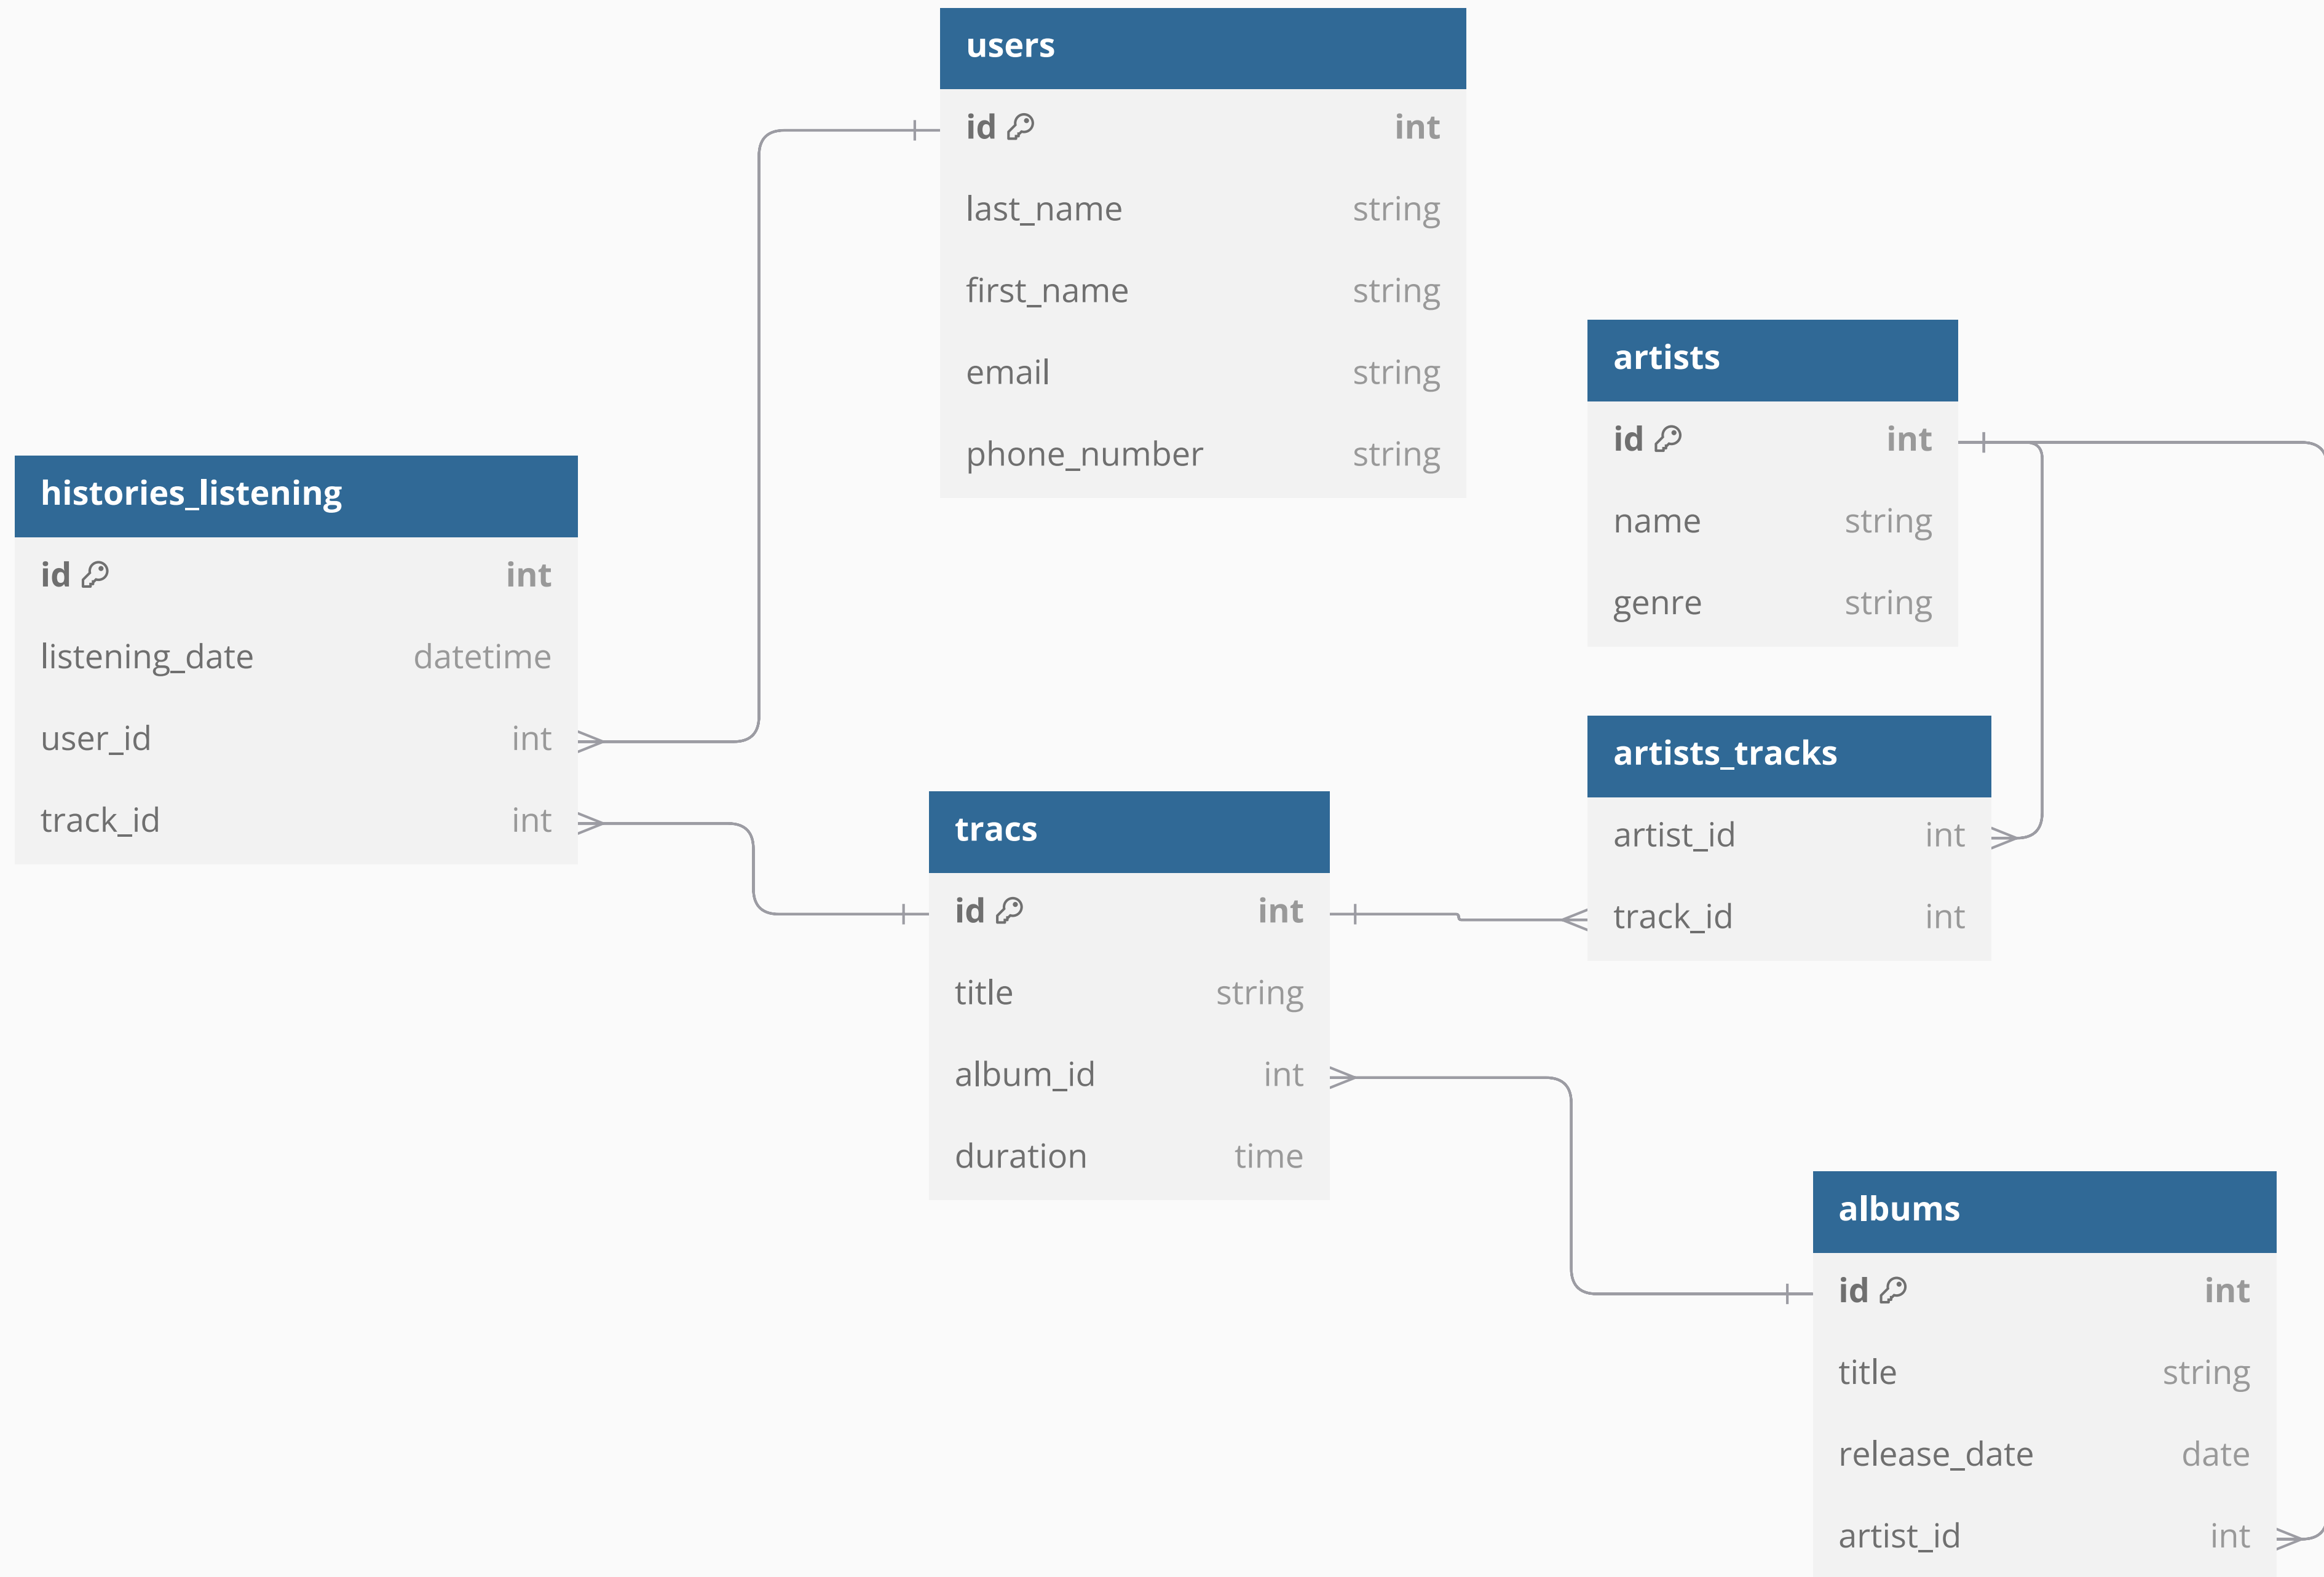 users
id int
last_name string
first_name string
email string
phone_number string
artists
id int
name string
genre string
histories_listening
id int
listening_date datetime
user_id int
track_id int
artists_tracks
artist_id int
track_id int
tracs
id int
title string
album_id int
duration time
albums
id int
title string
release_date date
artist_id int